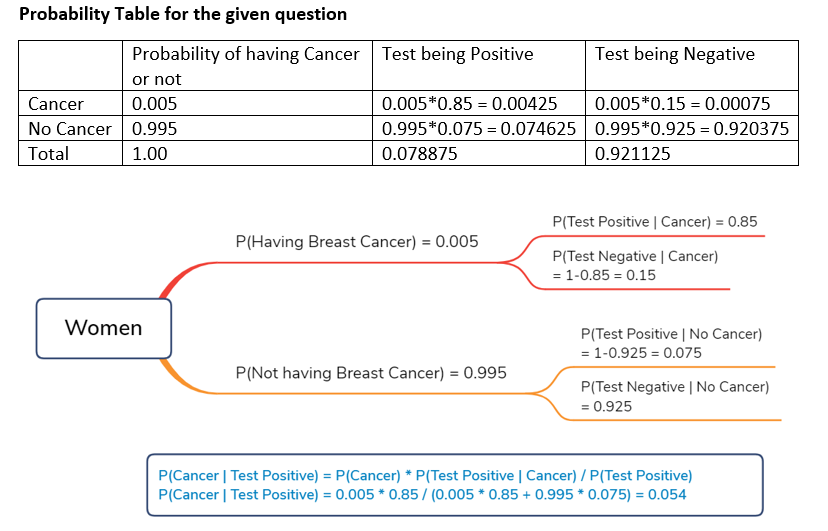 Probability Table for the given question
Probability of having Cancer or not Test being Positive Test being Negative
Cancer 0.005 0.005*0.85 = 0.00425 0.005*0.15 = 0.00075
No Cancer 0.995 0.995*0.075 = 0.074625 0.995*0.925 = 0.920375
Total 1.00 0.078875 0.921125
P(Test Positive | Cancer) = 0.85
P(Having Breast Cancer) = 0.005
P(Test Negative | Cancer)
= 1-0.85 = 0.15
Women
P(Test Positive | No Cancer)
= 1-0.925 = 0.075
P(Not having Breast Cancer) = 0.995
P(Test Negative | No Cancer)
= 0.925
P(Cancer | Test Positive) = P(Cancer) * P(Test Positive | Cancer) / P(Test Positive)
P(Cancer | Test Positive) = 0.005 * 0.85 / (0.005 * 0.85 + 0.995 * 0.075) = 0.054